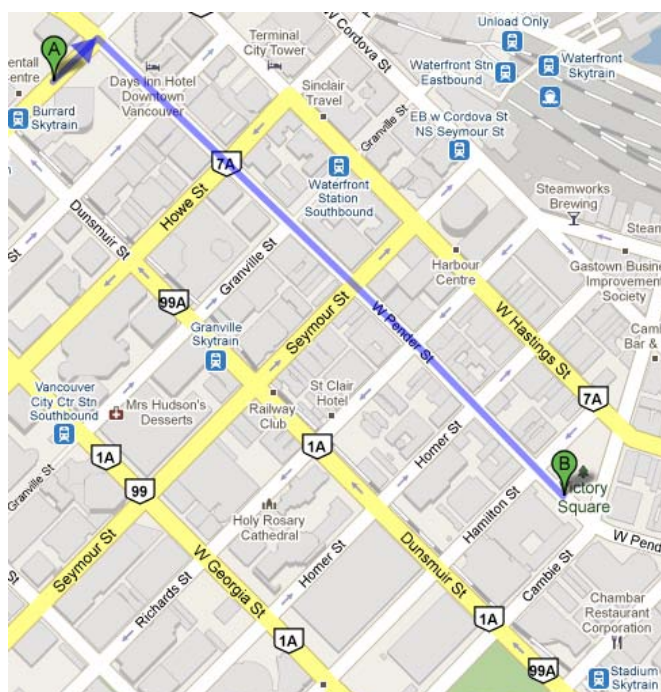 Unload Only
W Cordova St
Terminal
City Tower
Waterfront Stn
Eastbound
Waterfront
Skytrain
A
entall
Centre
Days Inn Hotel
Downtown
Vancouver
Sinclair
Travel
Burrard
Skytrain
Granville St
EB w Cordova St
NS Seymour St
7A
Waterfront
Station
Southbound
Howe St
Steamworks
Brewing
Dunsmuir St
Steam
Harbour
Centre
Gastown Busin
Improvement
Society
Granville St
99A
Seymour St
W Pender St
W Hastings St
Cam
Bar &
Granville
Skytrain
Vancouver
City Ctr Stn
Southbound
St Clair
Hotel
Mrs Hudson's
Desserts
Railway
Club
7A
1A
1A
Homer St
B
Victory
Square
99
Granville St
Hamilton St
Holy Rosary
Cathedral
W Pend
Seymour St
W Georgia St
Homer St
Dunsmuir St
Cambie St
Richards St
Chambar
Restaurant
Corporation
1A
1A
99A
Stadium
Skytrain